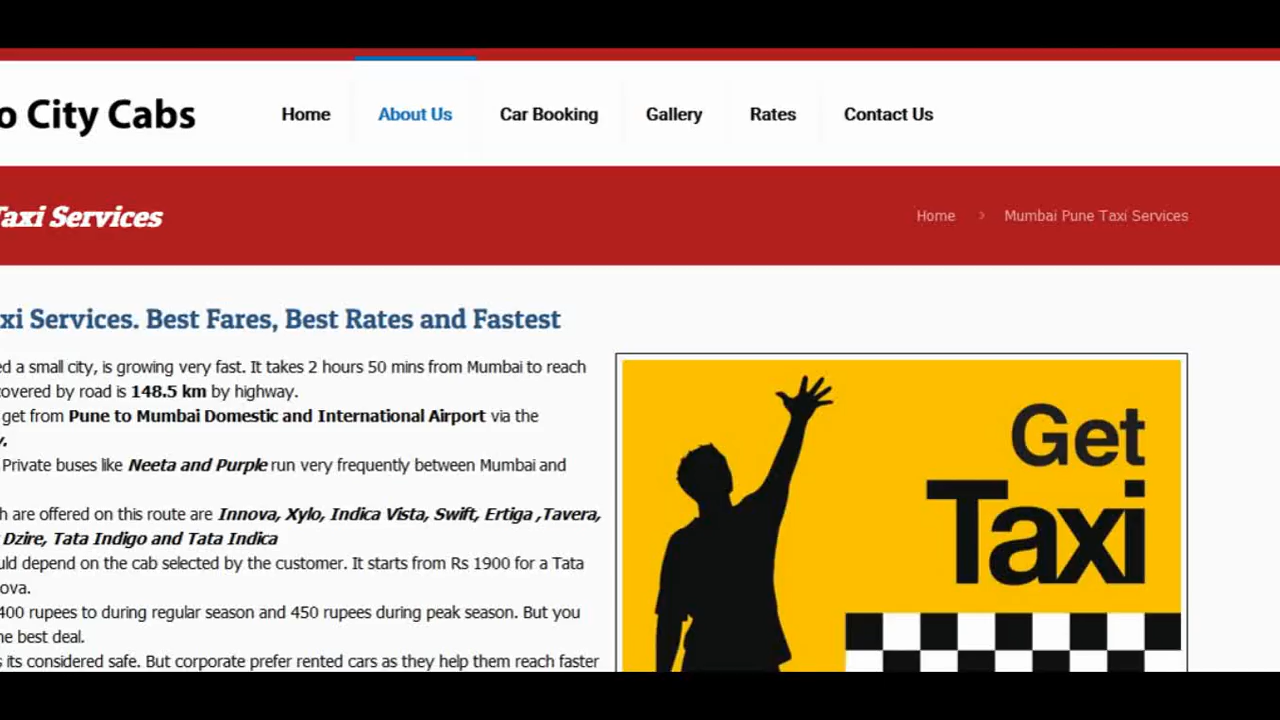 o City Cabs
Home
About Us
Car Booking
Gallery
Rates
Contact Us
Taxi Services
Home > Mumbai Pune Taxi Services
xi Services. Best Fares, Best Rates and Fastest
ed a small city, is growing very fast. It takes 2 hours 50 mins from Mumbai to reach
covered by road is 148.5 km by highway.
get from Pune to Mumbai Domestic and International Airport via the
y.
Private buses like Neeta and Purple run very frequently between Mumbai and
h are offered on this route are Innova, Xylo, Indica Vista, Swift, Ertiga ,Tavera,
Dzire, Tata Indigo and Tata Indica
uld depend on the cab selected by the customer. It starts from Rs 1900 for a Tata
ova.
400 rupees to during regular season and 450 rupees during peak season. But you
he best deal.
s its considered safe. But corporate prefer rented cars as they help them reach faster
Get
Taxi